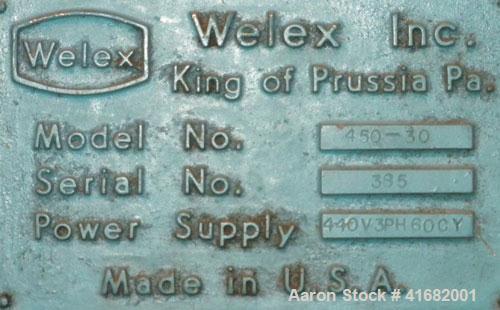 Welex
Welex Inc.
King of Prussia Pa.
Model No. 450-30
Serial No. 385
Power Supply 440V3PH60CY
Made in U.S.A.
Aaron Stock # 41682001